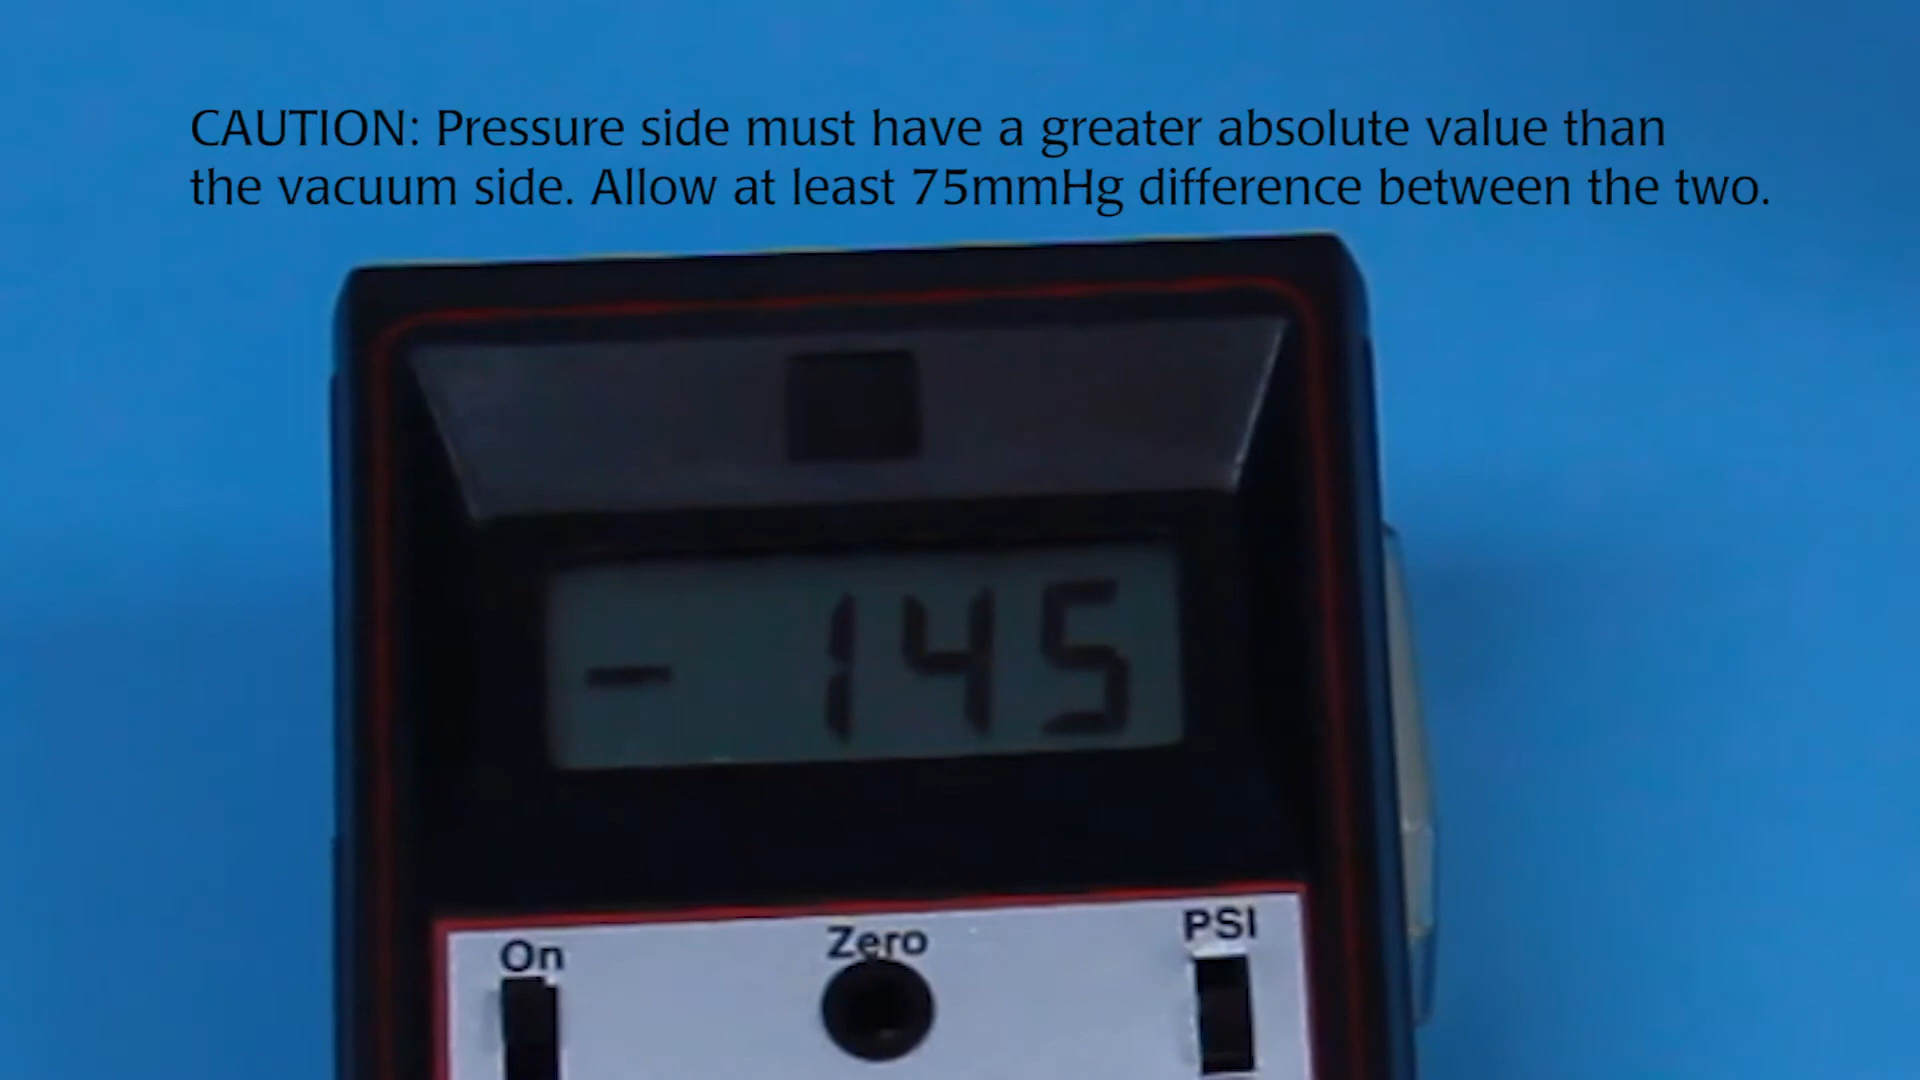 CAUTION: Pressure side must have a greater absolute value than
the vacuum side. Allow at least 75mmHg difference between the two.
- 145
On
Zero
PSI